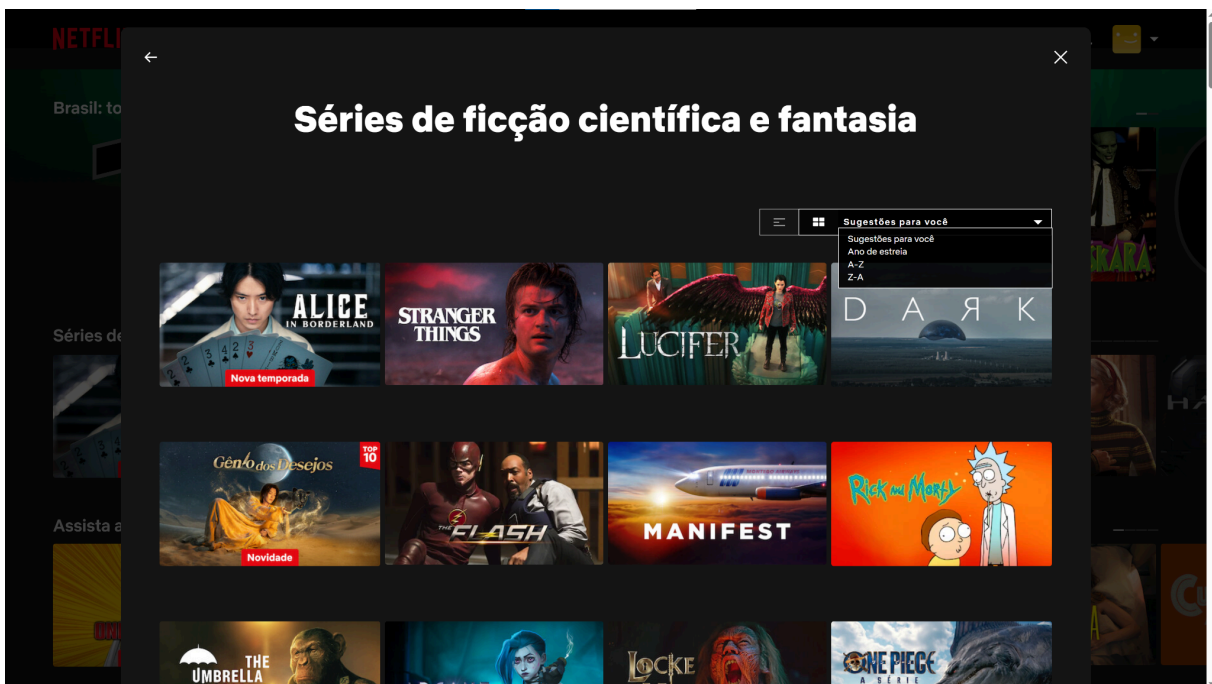 NETFLI
Brasil: to
Séries de ficção científica e fantasia
Sugestões para você
Sugestões para você
Ano de estreia
A-Z
Z-A
Séries de
ALICE
IN BORDERLAND
Nova temporada
STRANGER
THINGS
LUCIFER
DARK
Gênio dos Desejos
TOP
10
Novidade
THE FLASH
MANIFEST
Rick and Morty
Assista a
THE
UMBRELLA
LOCKE
ONE PIECE
A SÉRIE